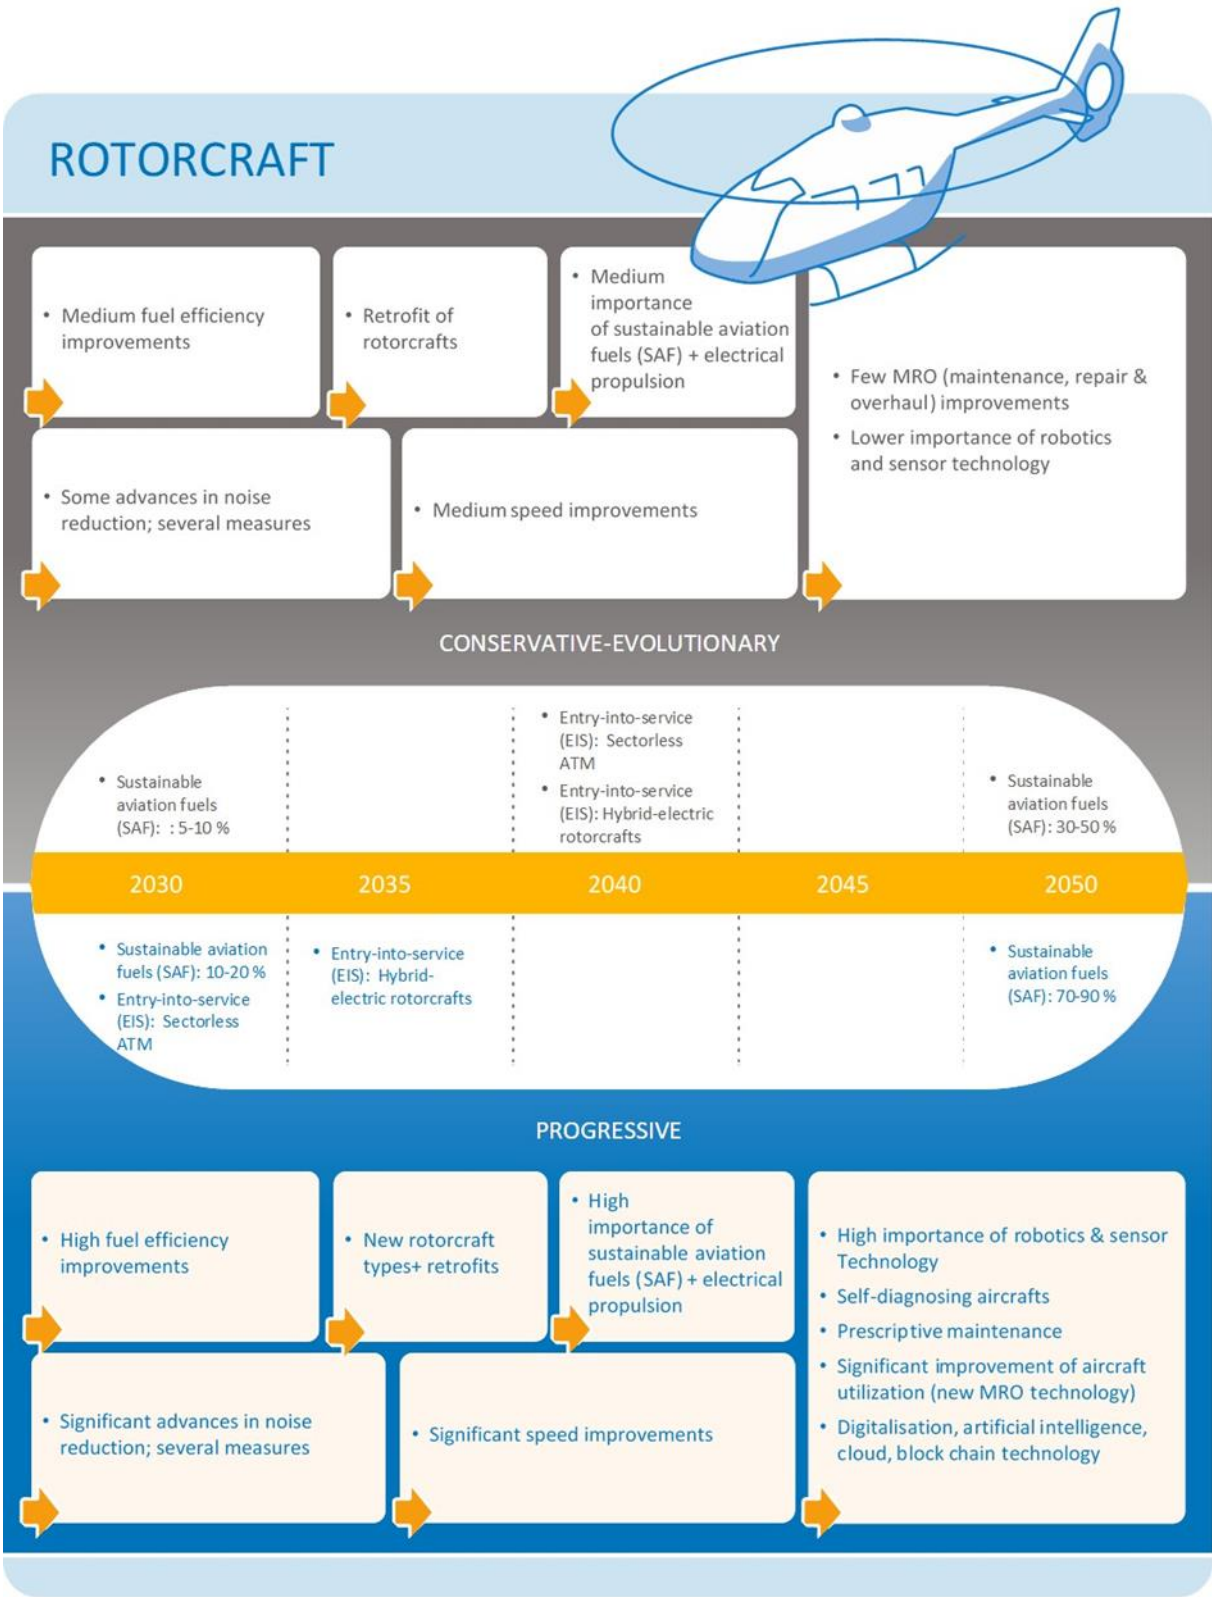 ROTORCRAFT
• Medium fuel efficiency
improvements
• Retrofit of
rotorcrafts
• Medium
importance
of sustainable aviation
fuels (SAF) + electrical
propulsion
• Few MRO (maintenance, repair &
overhaul) improvements
• Lower importance of robotics
and sensor technology
• Some advances in noise
reduction; several measures
• Medium speed improvements
CONSERVATIVE-EVOLUTIONARY
• Sustainable
aviation fuels
(SAF): : 5-10 %
• Entry-into-service
(EIS): Sectorless
ATM
• Entry-into-service
(EIS): Hybrid-electric
rotorcrafts
• Sustainable
aviation fuels
(SAF): 30-50 %
2030 2035 2040 2045 2050
• Sustainable aviation
fuels (SAF): 10-20 %
• Entry-into-service
(EIS): Sectorless
ATM
• Entry-into-service
(EIS): Hybrid-
electric rotorcrafts
• Sustainable
aviation fuels
(SAF): 70-90 %
PROGRESSIVE
• High fuel efficiency
improvements
• New rotorcraft
types+ retrofits
• High
importance of
sustainable aviation
fuels (SAF) + electrical
propulsion
• High importance of robotics & sensor
Technology
• Self-diagnosing aircrafts
• Prescriptive maintenance
• Significant improvement of aircraft
utilization (new MRO technology)
• Digitalisation, artificial intelligence,
cloud, block chain technology
• Significant advances in noise
reduction; several measures
• Significant speed improvements